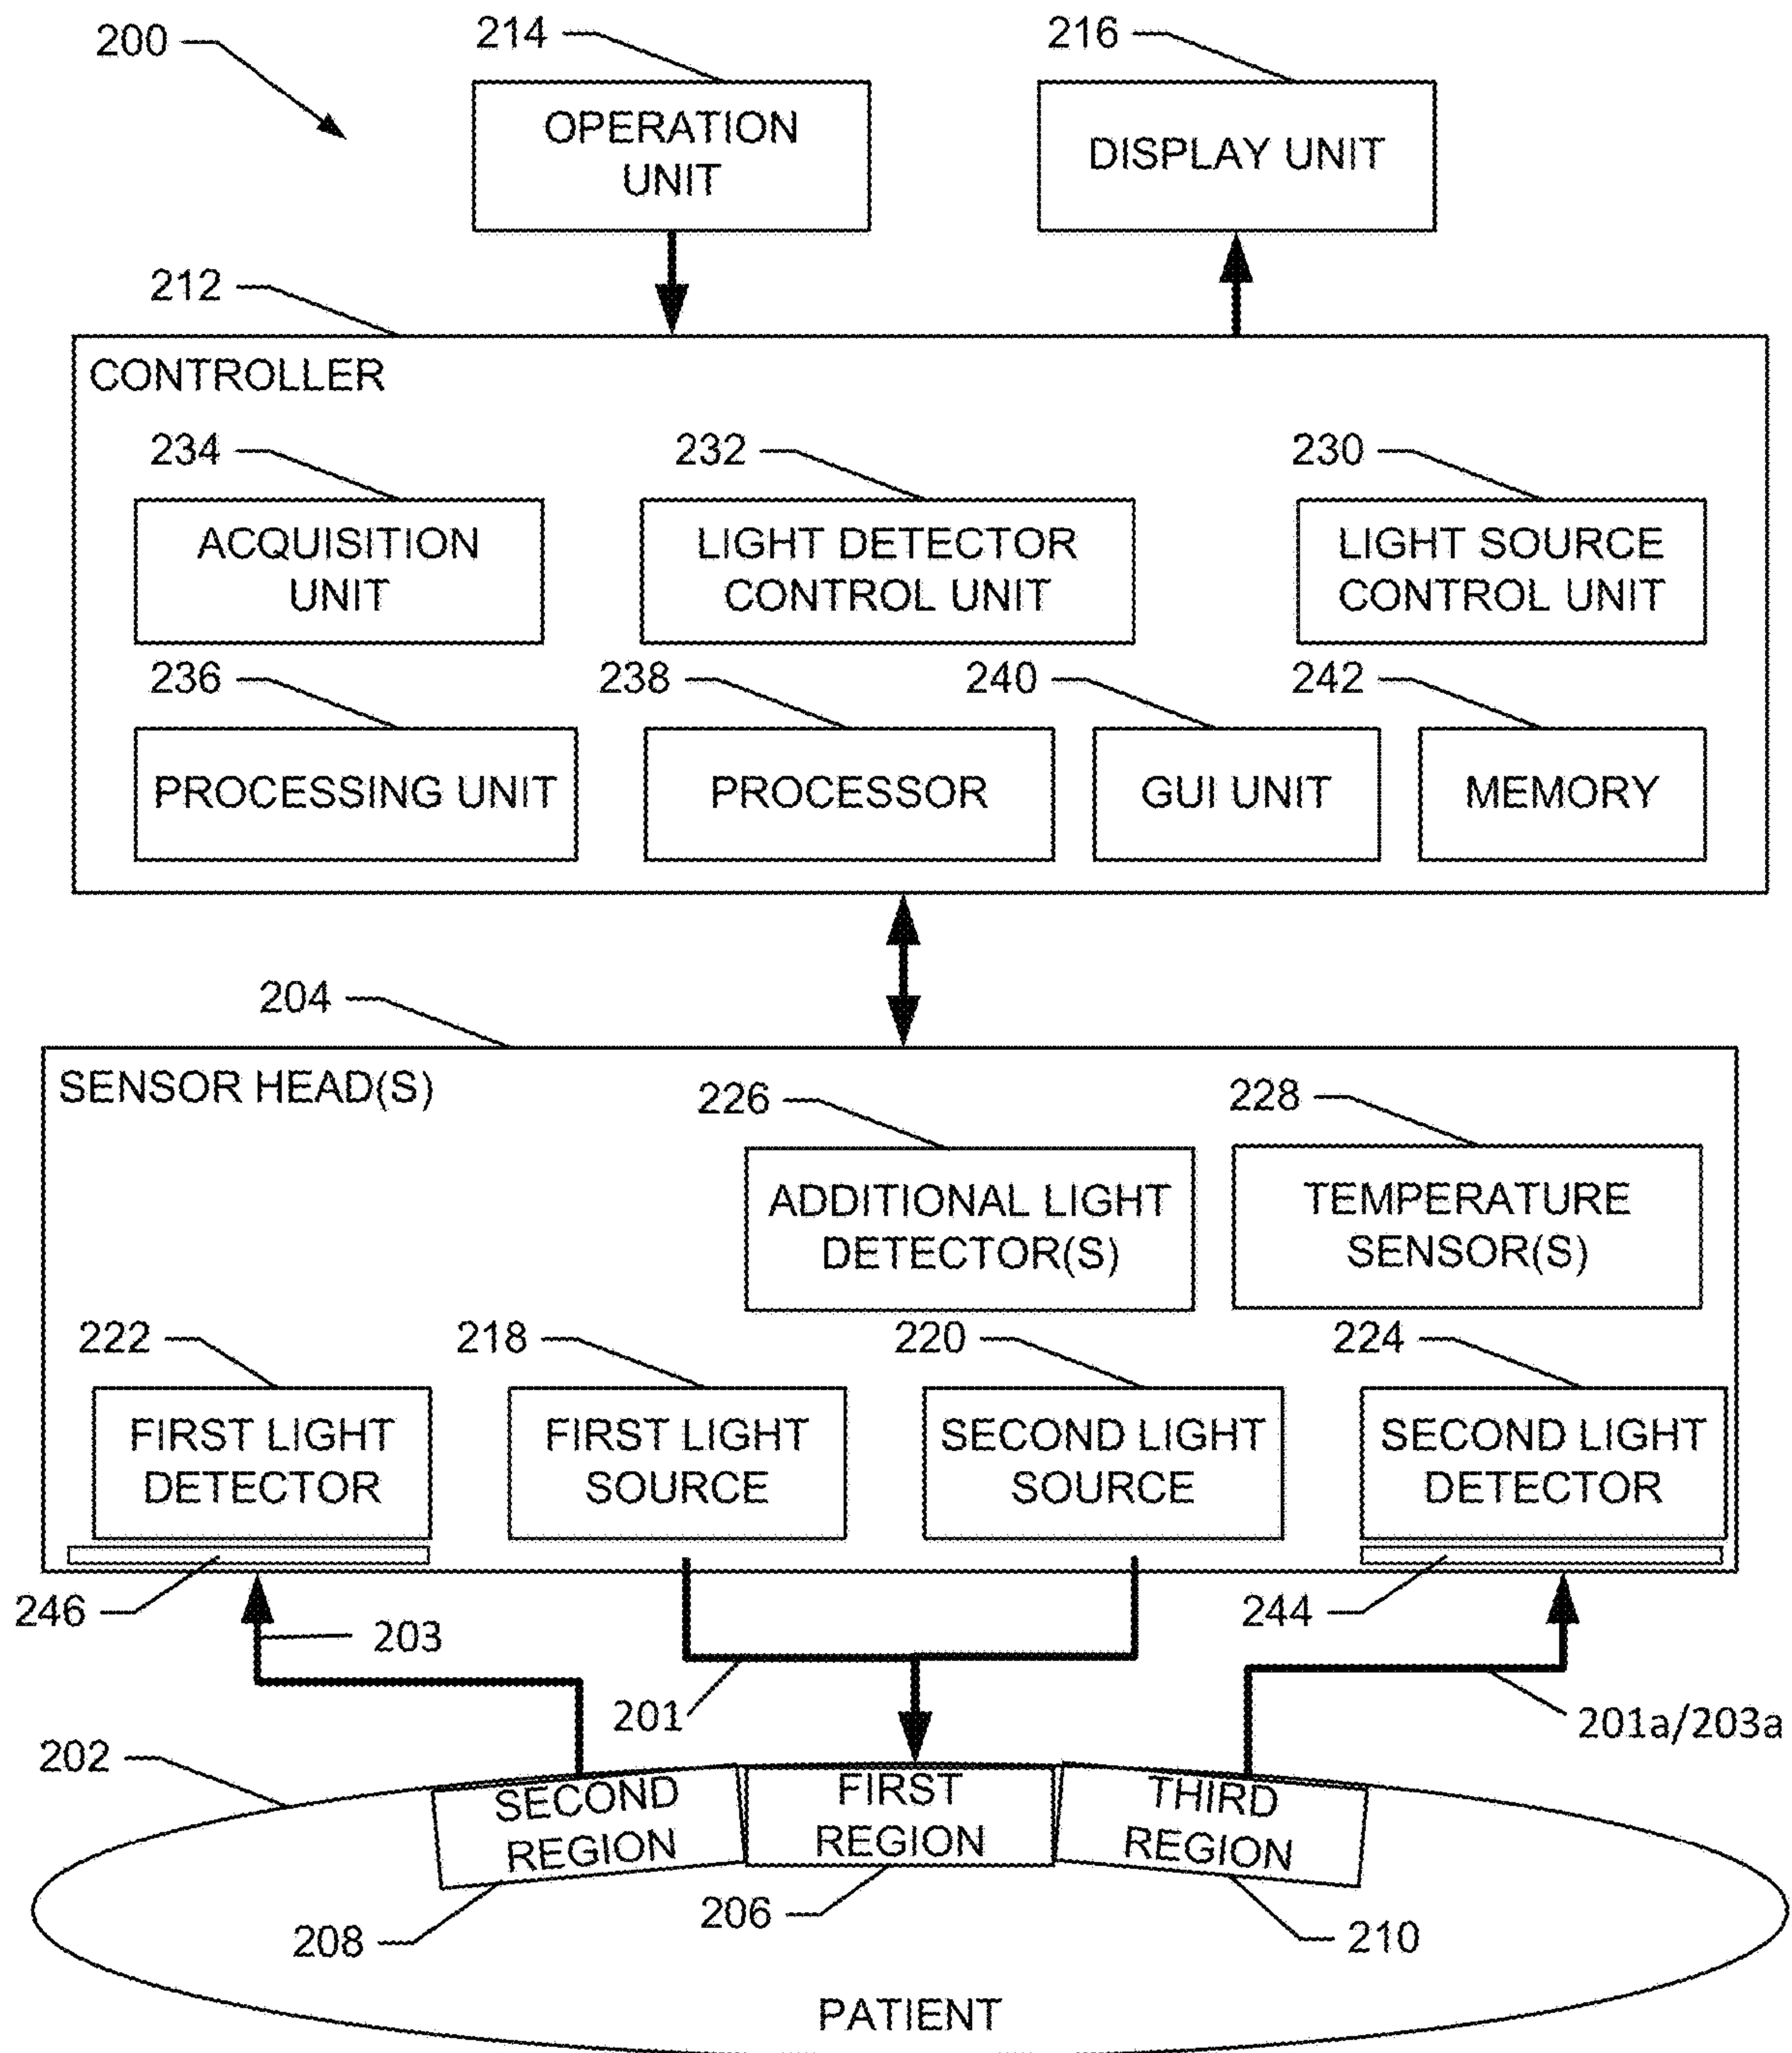 200
214
216
OPERATION
UNIT
DISPLAY UNIT
212
CONTROLLER
234
232
230
ACQUISITION
UNIT
LIGHT DETECTOR
CONTROL UNIT
LIGHT SOURCE
CONTROL UNIT
236
238
240
242
PROCESSING UNIT
PROCESSOR
GUI UNIT
MEMORY
204
SENSOR HEAD(S)
226
228
ADDITIONAL LIGHT
DETECTOR(S)
TEMPERATURE
SENSOR(S)
222
218
220
224
FIRST LIGHT
DETECTOR
FIRST LIGHT
SOURCE
SECOND LIGHT
SOURCE
SECOND LIGHT
DETECTOR
246
203
201
244
201a/203a
202
SECOND
REGION
FIRST
REGION
THIRD
REGION
208
206
210
PATIENT